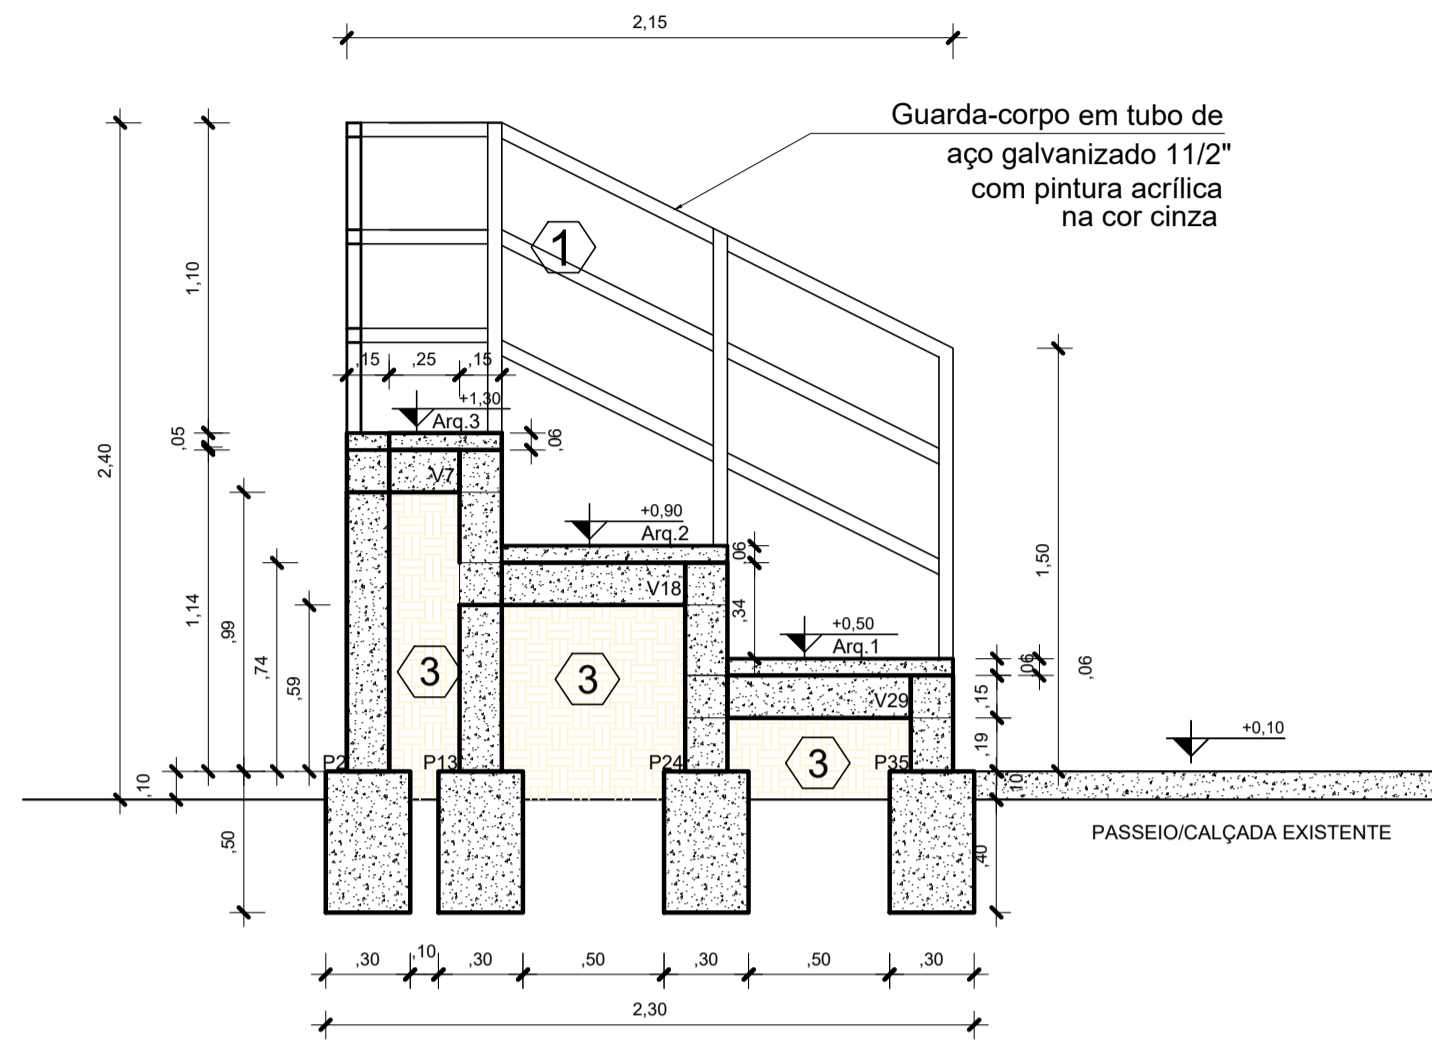 2,15
Guarda-corpo em tubo de
aço galvanizado 11/2"
com pintura acrílica
na cor cinza
1
1,10
,15 ,25 ,15
+1,30
Arq.3
,05
,06
2,40
V7
+0,90
Arq.2
,06
1,50
V18
,34
+0,50
Arq.1
,06
,06
1,14
,99
,74
,59
3
3
V29
,15
,19
+0,10
3
P2
P13
P24
P35
,10
,10
PASSEIO/CALÇADA EXISTENTE
,50
,40
,30 ,10 ,30 ,50 ,30 ,50 ,30
2,30